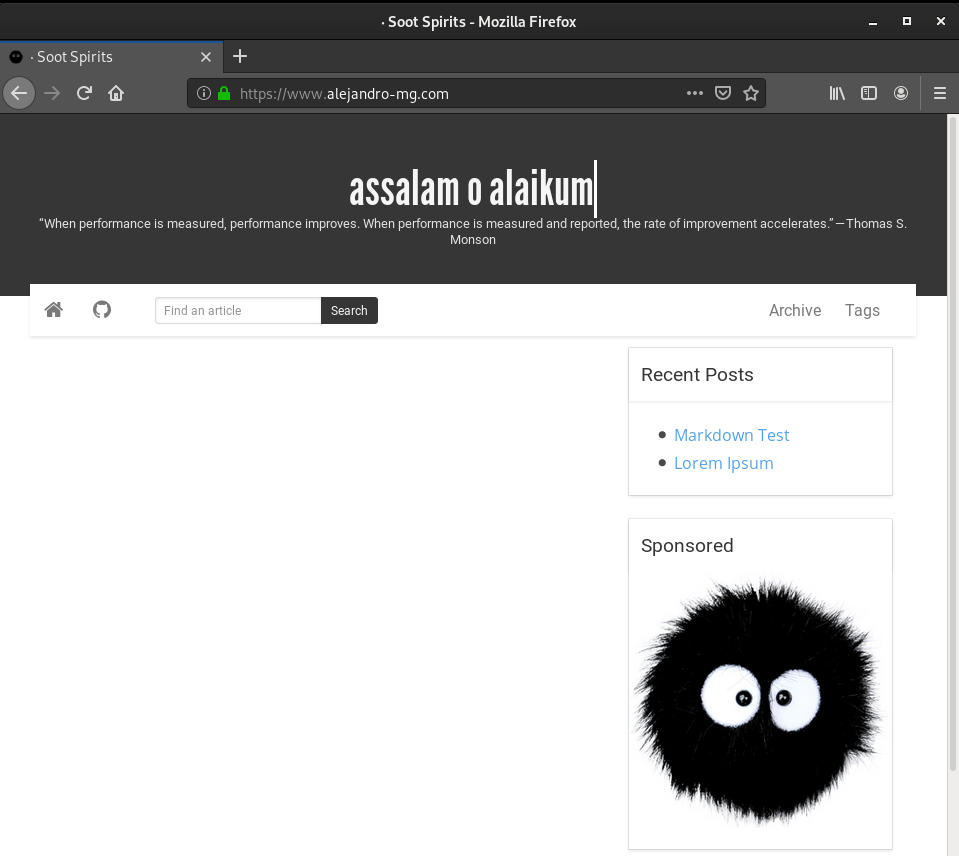 · Soot Spirits - Mozilla Firefox
· Soot Spirits
https://www.alejandro-mg.com
assalam o alaikum
“When performance is measured, performance improves. When performance is measured and reported, the rate of improvement accelerates.” — Thomas S.
Monson
Find an article
Search
Archive
Tags
Recent Posts
Markdown Test
Lorem Ipsum
Sponsored